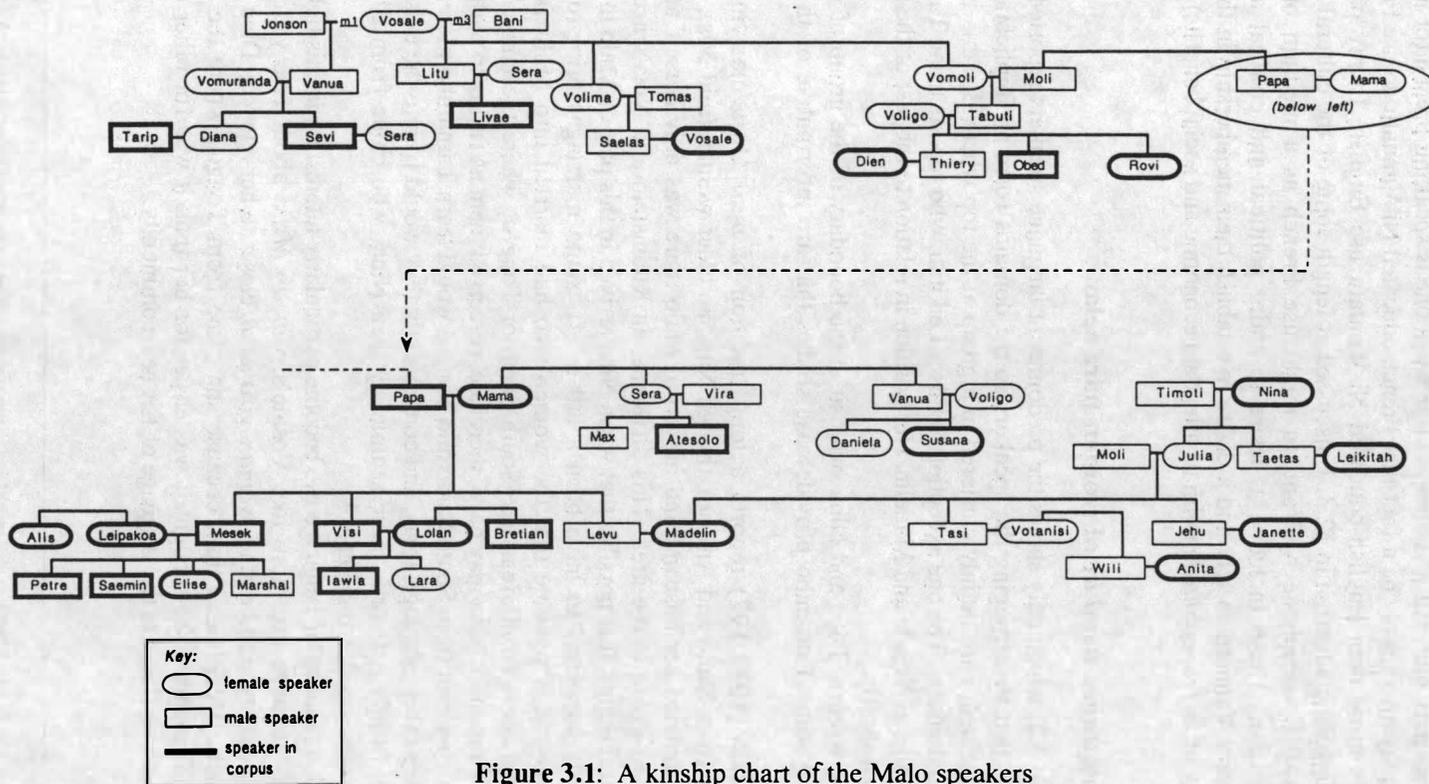 Jonson m1 Vosale m3 Bani
Vomuranda Vanua Litu Sera Vomoli Moli Papa Mama
(below left)
Volima Tomas
Tarip Diana Sevi Sera Livae Voligo Tabuti
Saelas Vosale
Dien Thiery Obed Rovi
Papa Mama Sera Vira Vanua Voligo Timoti Nina
Max Atesolo Daniela Susana
Moli Julia Taetas Leikitah
Alis Leipakoa Mesek Visi Lolan Bretian Levu Madelin Tasi Votanisi Jehu Janette
Wili Anita
Petre Saemin Elise Marshal Iawia Lara
Key:
female speaker
male speaker
speaker in
corpus
Figure 3.1: A kinship chart of the Malo speakers